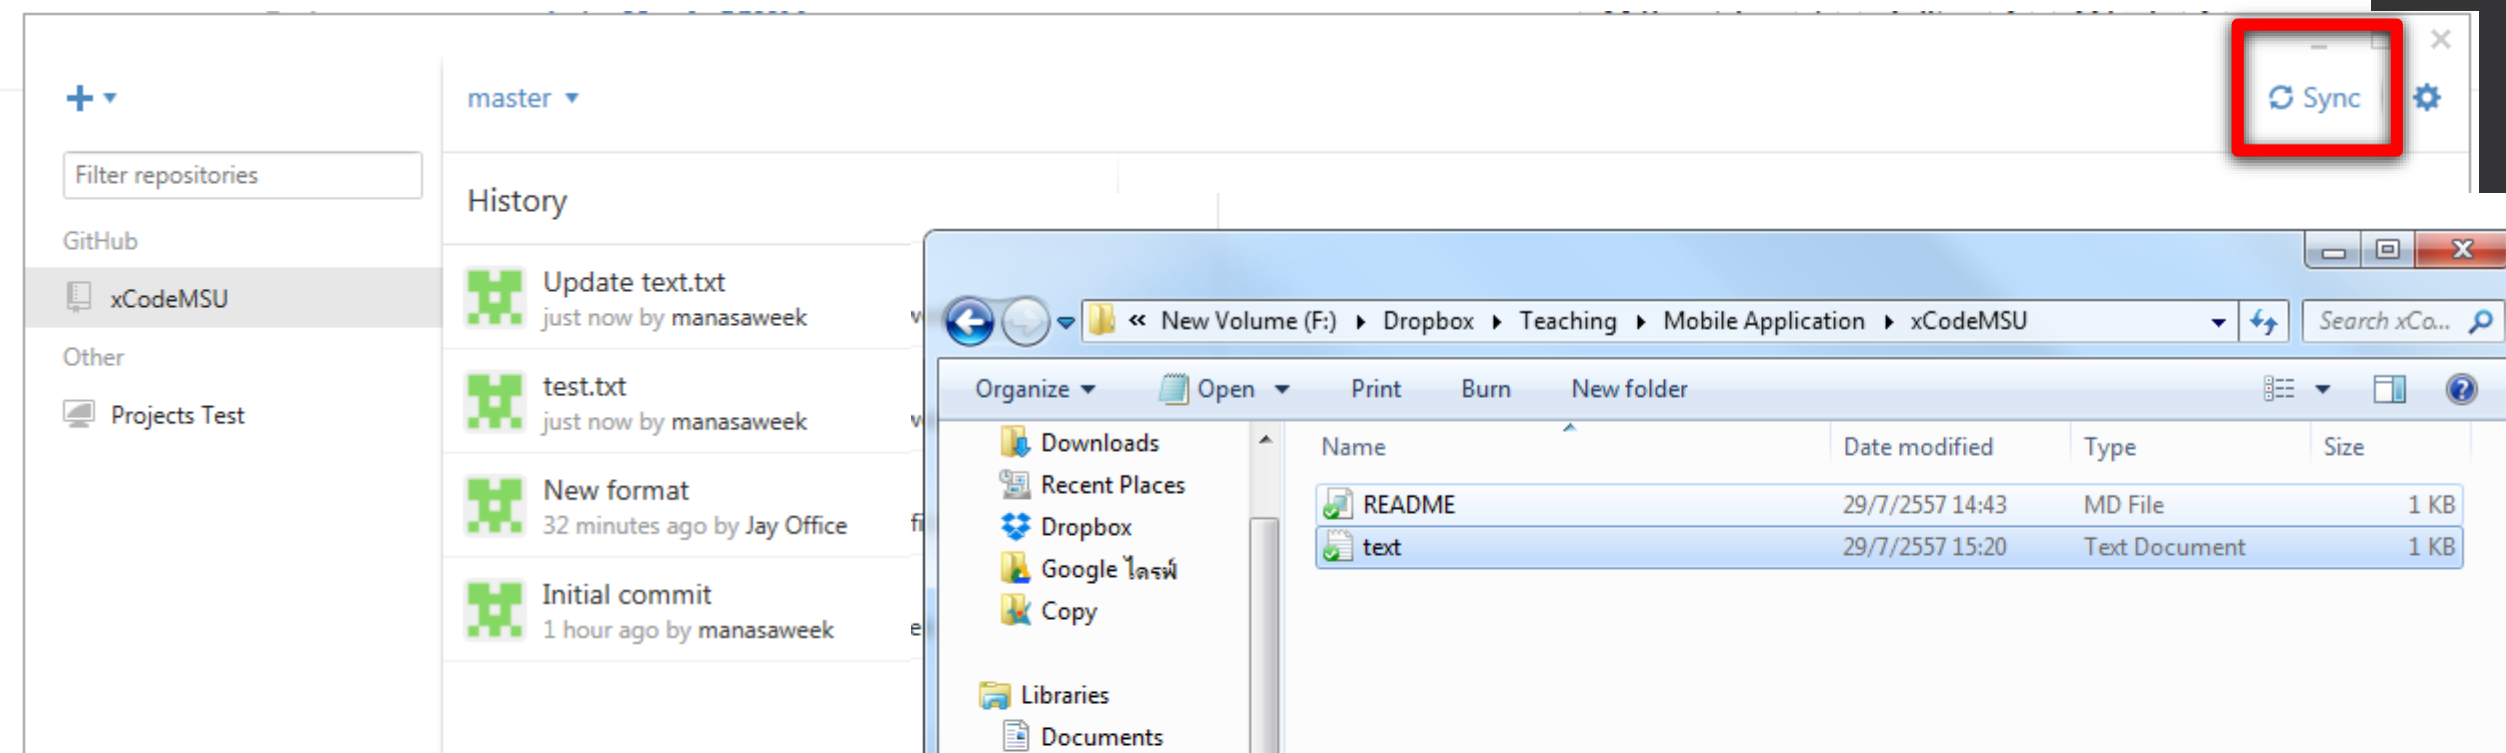 master
Sync
Filter repositories
History
GitHub
xCodeMSU
Other
Projects Test
Update text.txt
just now by manasaweek
test.txt
just now by manasaweek
New format
32 minutes ago by Jay Office
Initial commit
1 hour ago by manasaweek
« New Volume (F:) Dropbox Teaching Mobile Application xCodeMSU
Search xCo...
Organize Open Print Burn New folder
Downloads
Recent Places
Dropbox
Google ไดรฟ์
Copy
Libraries
Documents
Name Date modified Type Size
README 29/7/2557 14:43 MD File 1 KB
text 29/7/2557 15:20 Text Document 1 KB